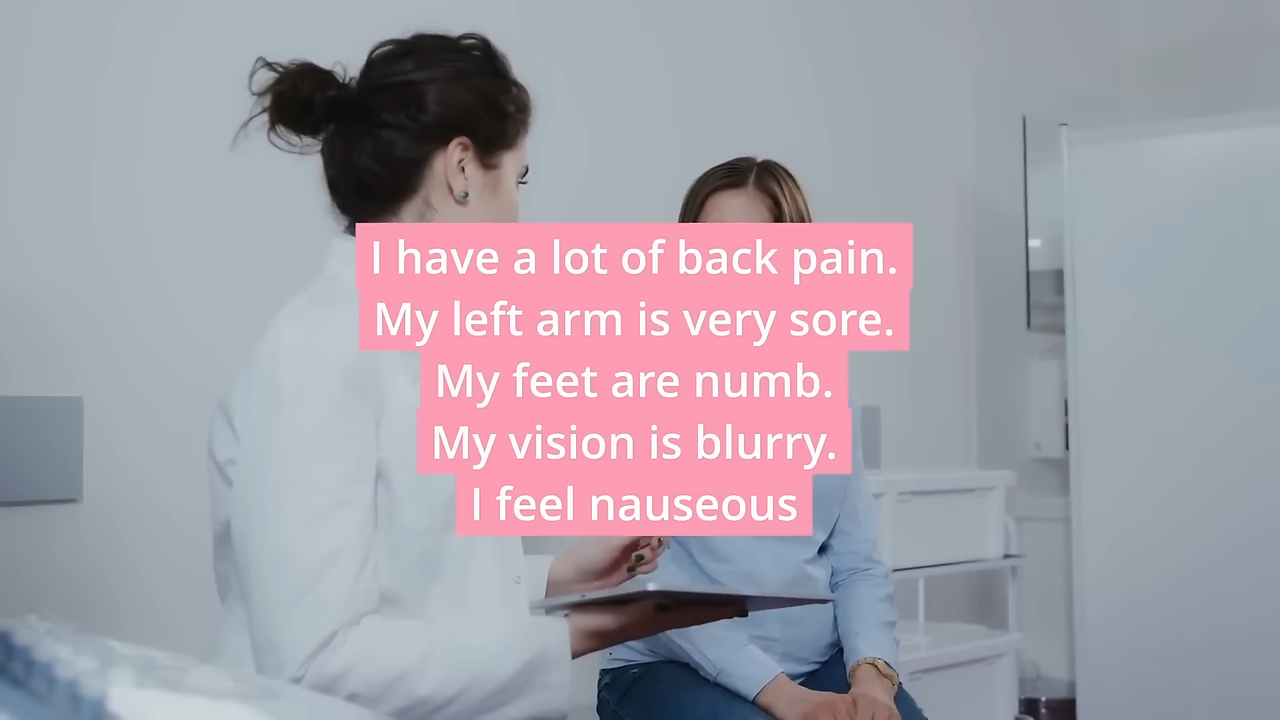 I have a lot of back pain.
My left arm is very sore.
My feet are numb.
My vision is blurry.
I feel nauseous